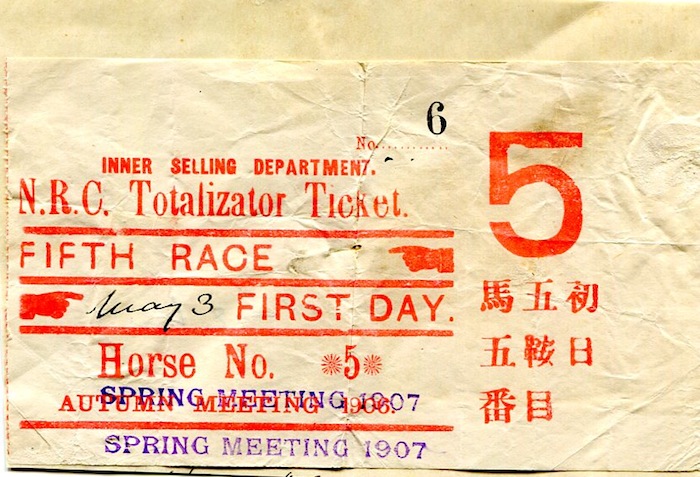 No............ 6
INNER SELLING DEPARTMENT.
N.R.C. Totalizator Ticket.
FIFTH RACE
May 3 FIRST DAY.
Horse No. 5
SPRING MEETING 1907
AUTUMN MEETING 1906.
SPRING MEETING 1907
5
初日
五鞍目
馬五番